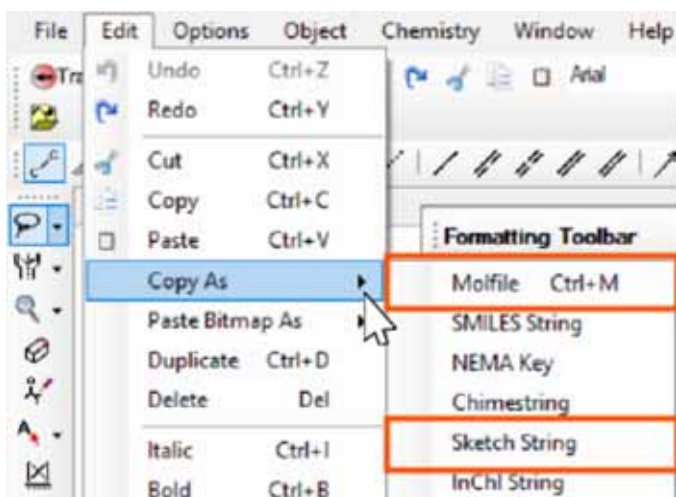 File Edit Options Object Chemistry Window Help
Undo Ctrl+Z
Arial
Redo Ctrl+Y
Cut Ctrl+X
Copy Ctrl+C
Paste Ctrl+V
Formatting Toolbar
Copy As
Molfile Ctrl+M
Paste Bitmap As
SMILES String
Duplicate Ctrl+D
NEMA Key
Delete Del
Chimestring
Italic Ctrl+I
Sketch String
Bold Ctrl+B
InChI String